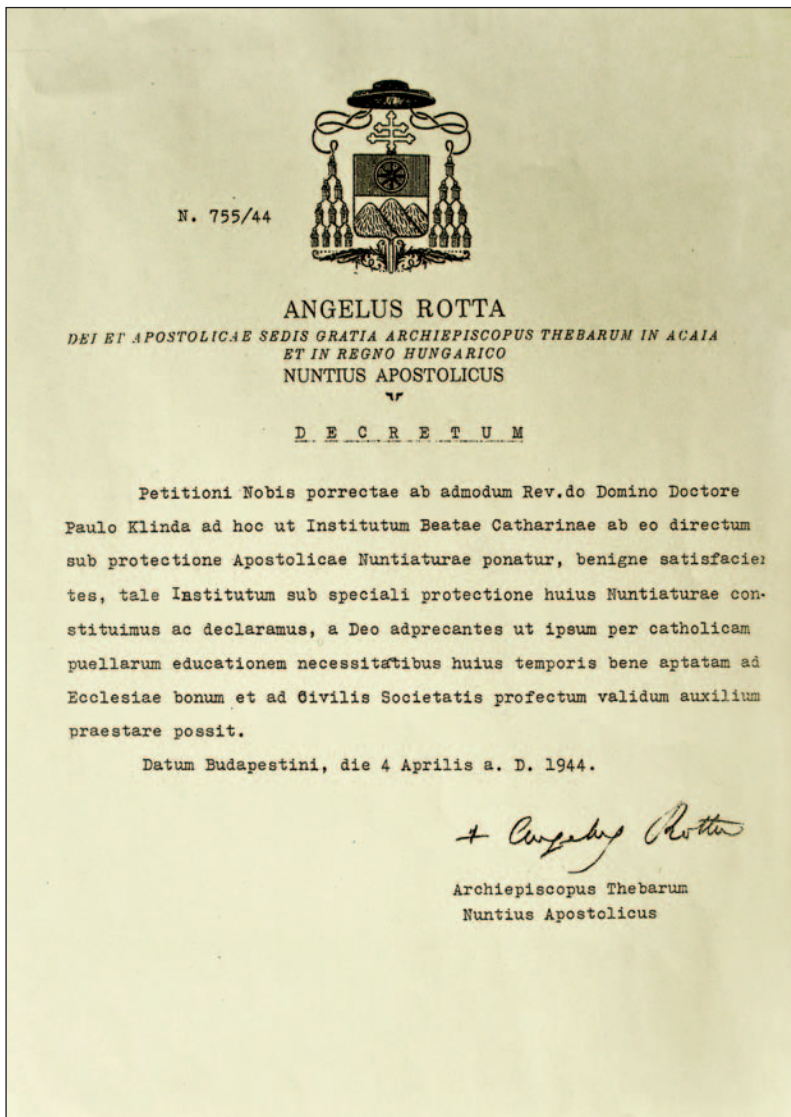 N. 755/44
ANGELUS ROTTA
DEI ET APOSTOLICAE SEDIS GRATIA ARCHIEPISCOPUS THEBARUM IN ACAIA
ET IN REGNO HUNGARICO
NUNTIUS APOSTOLICUS
D E C R E T U M
Petitioni Nobis porrectae ab admodum Rev.do Domino Doctore
Paulo Klinda ad hoc ut Institutum Beatae Catharinae ab eo directum
sub protectione Apostolicae Nuntiaturae ponatur, benigne satisfacien
tes, tale Institutum sub speciali protectione huius Nuntiaturae con-
stituimus ac declaramus, a Deo adprecantes ut ipsum per catholicam
puellarum educationem necessitatibus huius temporis bene aptatam ad
Ecclesiae bonum et ad Civilis Societatis profectum validum auxilium
praestare possit.
Datum Budapestini, die 4 Aprilis a. D. 1944.
+ Angelus Rotta
Archiepiscopus Thebarum
Nuntius Apostolicus